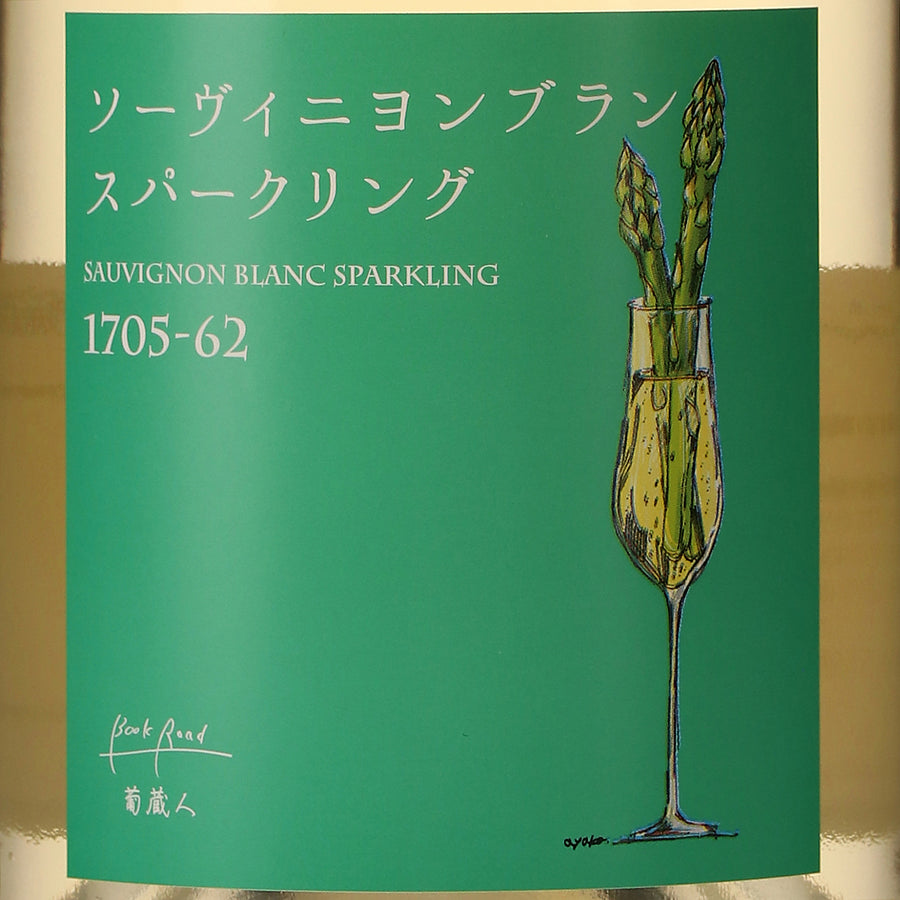 ソーヴィニヨンブラン
スパークリング
SAUVIGNON BLANC SPARKLING
1705-62
Book Road
葡蔵人
ayako.